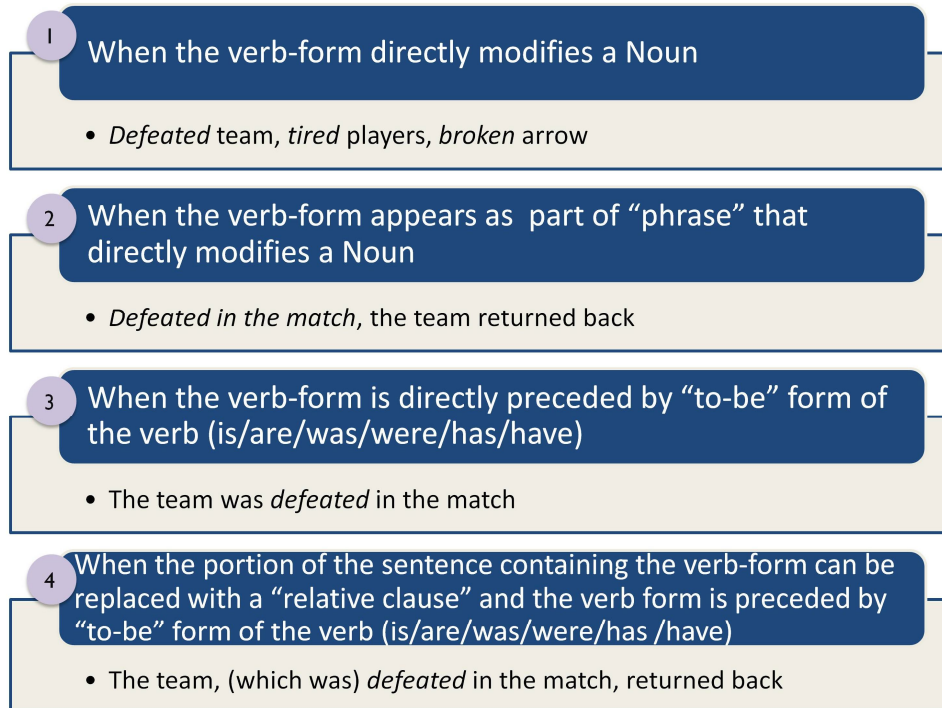 1
When the verb-form directly modifies a Noun
• Defeated team, tired players, broken arrow
2
When the verb-form appears as  part of “phrase” that
directly modifies a Noun
• Defeated in the match, the team returned back
3
When the verb-form is directly preceded by “to-be” form of
the verb (is/are/was/were/has/have)
• The team was defeated in the match
4
When the portion of the sentence containing the verb-form can be
replaced with a “relative clause” and the verb form is preceded by
“to-be” form of the verb (is/are/was/were/has /have)
• The team, (which was) defeated in the match, returned back